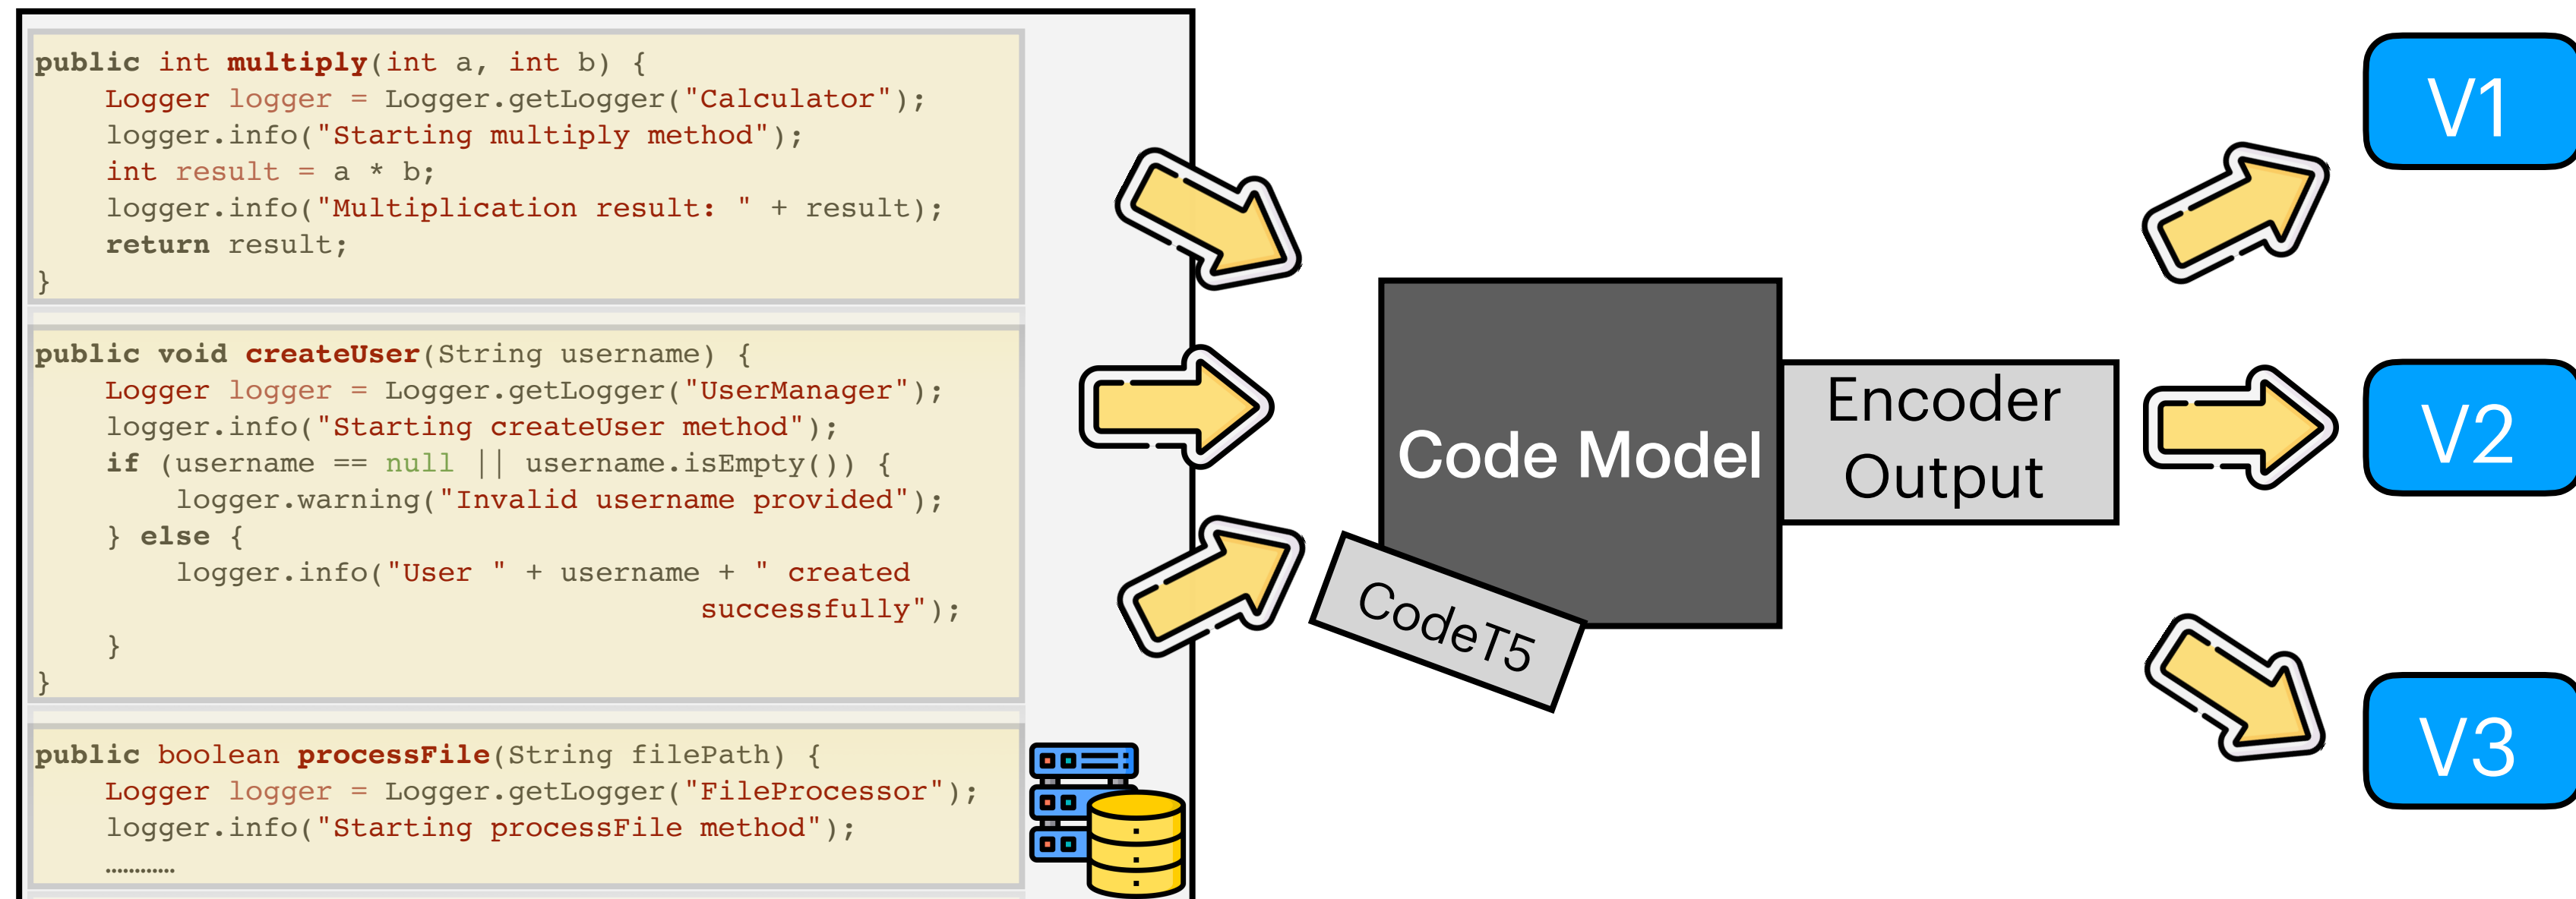 public int multiply(int a, int b) {
    Logger logger = Logger.getLogger("Calculator");
    logger.info("Starting multiply method");
    int result = a * b;
    logger.info("Multiplication result: " + result);
    return result;
}
public void createUser(String username) {
    Logger logger = Logger.getLogger("UserManager");
    logger.info("Starting createUser method");
    if (username == null || username.isEmpty()) {
        logger.warning("Invalid username provided");
    } else {
        logger.info("User " + username + " created
                                      successfully");
    }
}
public boolean processFile(String filePath) {
    Logger logger = Logger.getLogger("FileProcessor");
    logger.info("Starting processFile method");
    …………
Code Model
CodeT5
Encoder
Output
V1
V2
V3